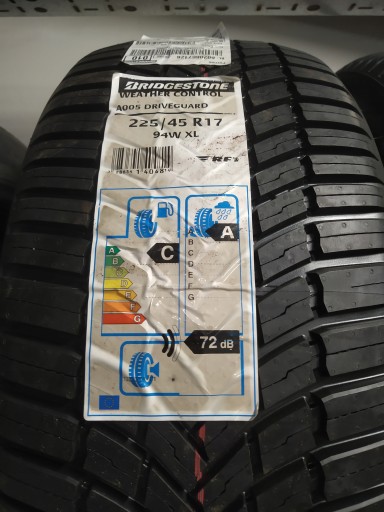 BRIDGESTONE
WEATHER CONTROL
A005 DRIVEGUARD
225/45 R17
94W XL
RFT
A
B
C
G
C
A
A
B
C
D
E
F
G
72 dB